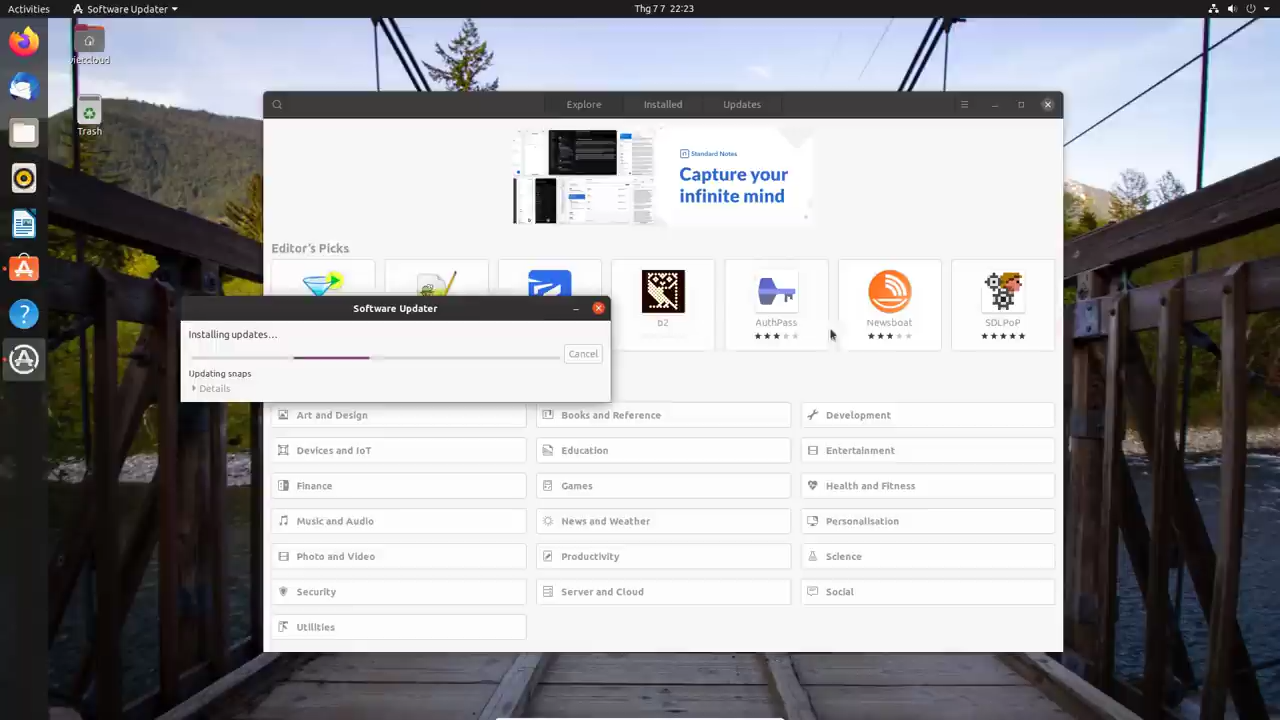 Activities
Software Updater
Thg 7 7 22:23
vietcloud
Trash
Explore
Installed
Updates
Standard Notes
Capture your
infinite mind
Editor's Picks
b2
AuthPass
Newsboat
SDLPoP
Software Updater
Installing updates…
Cancel
Updating snaps
Details
Art and Design
Books and Reference
Development
Devices and IoT
Education
Entertainment
Finance
Games
Health and Fitness
Music and Audio
News and Weather
Personalisation
Photo and Video
Productivity
Science
Security
Server and Cloud
Social
Utilities